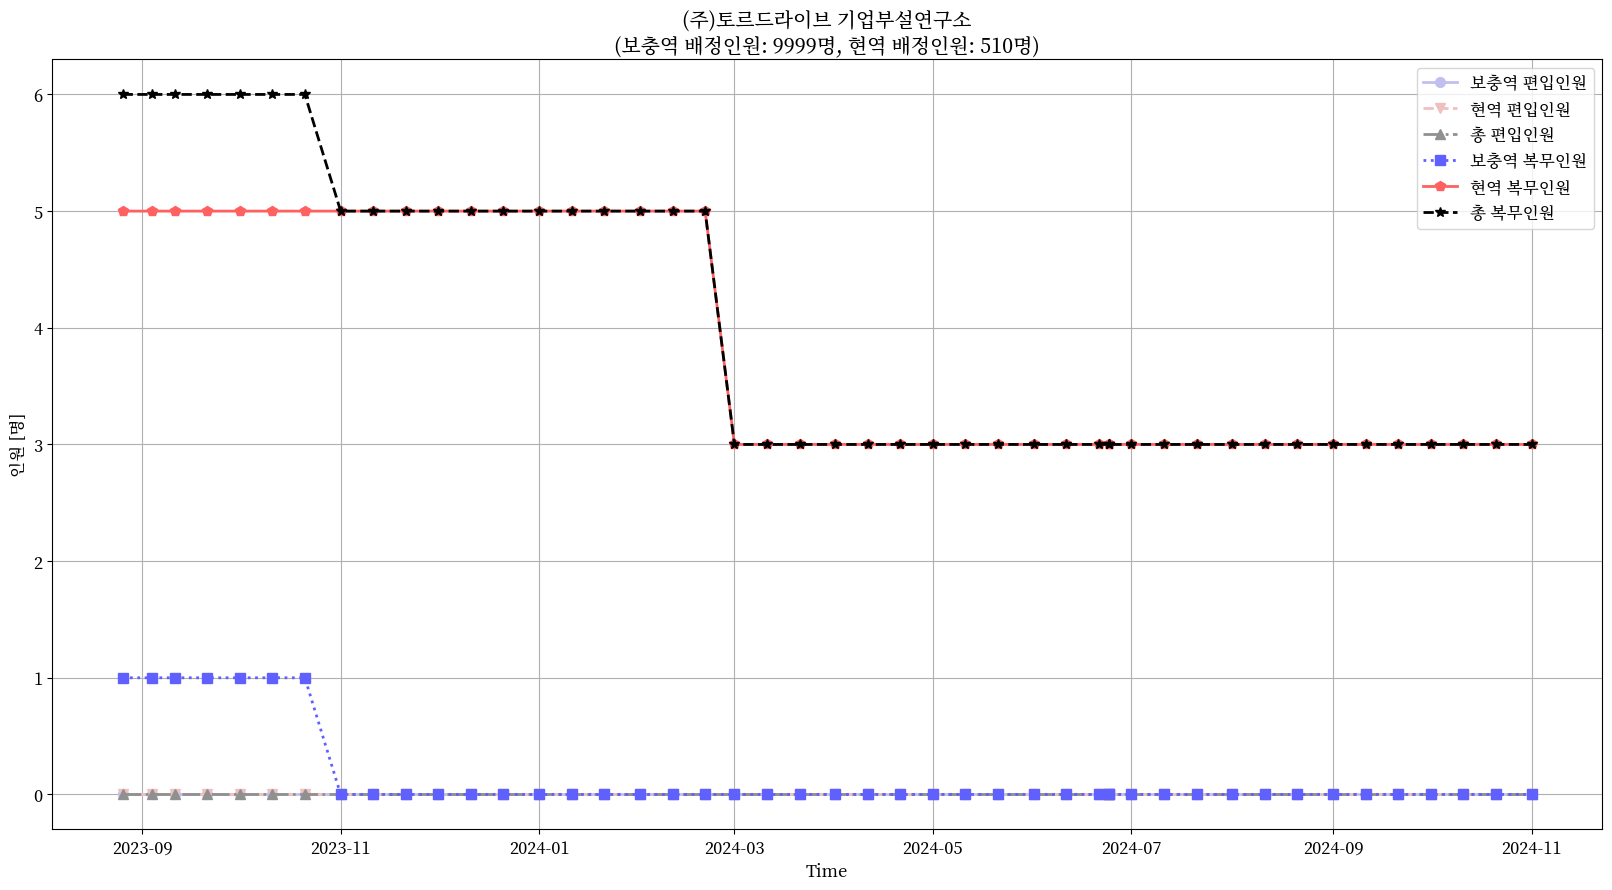 (주)토르드라이브 기업부설연구소
(보충역 배정인원: 9999명, 현역 배정인원: 510명)
보충역 편입인원
현역 편입인원
총 편입인원
보충역 복무인원
현역 복무인원
총 복무인원
인원 [명]
6
5
4
3
2
1
0
2023-09
2023-11
2024-01
2024-03
2024-05
2024-07
2024-09
2024-11
Time